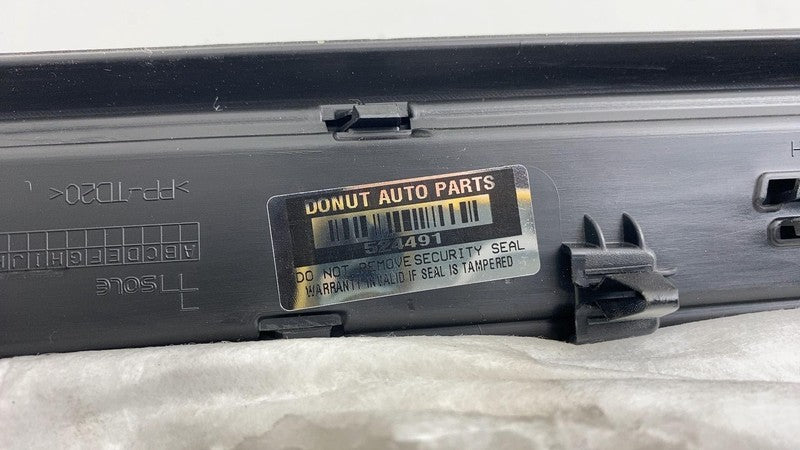 DONUT AUTO PARTS
524491
DO NOT REMOVE SECURITY SEAL
WARRANTY INVALID IF SEAL IS TAMPERED
>PP-TD20<
ABCDEFGHIJ
SOLE